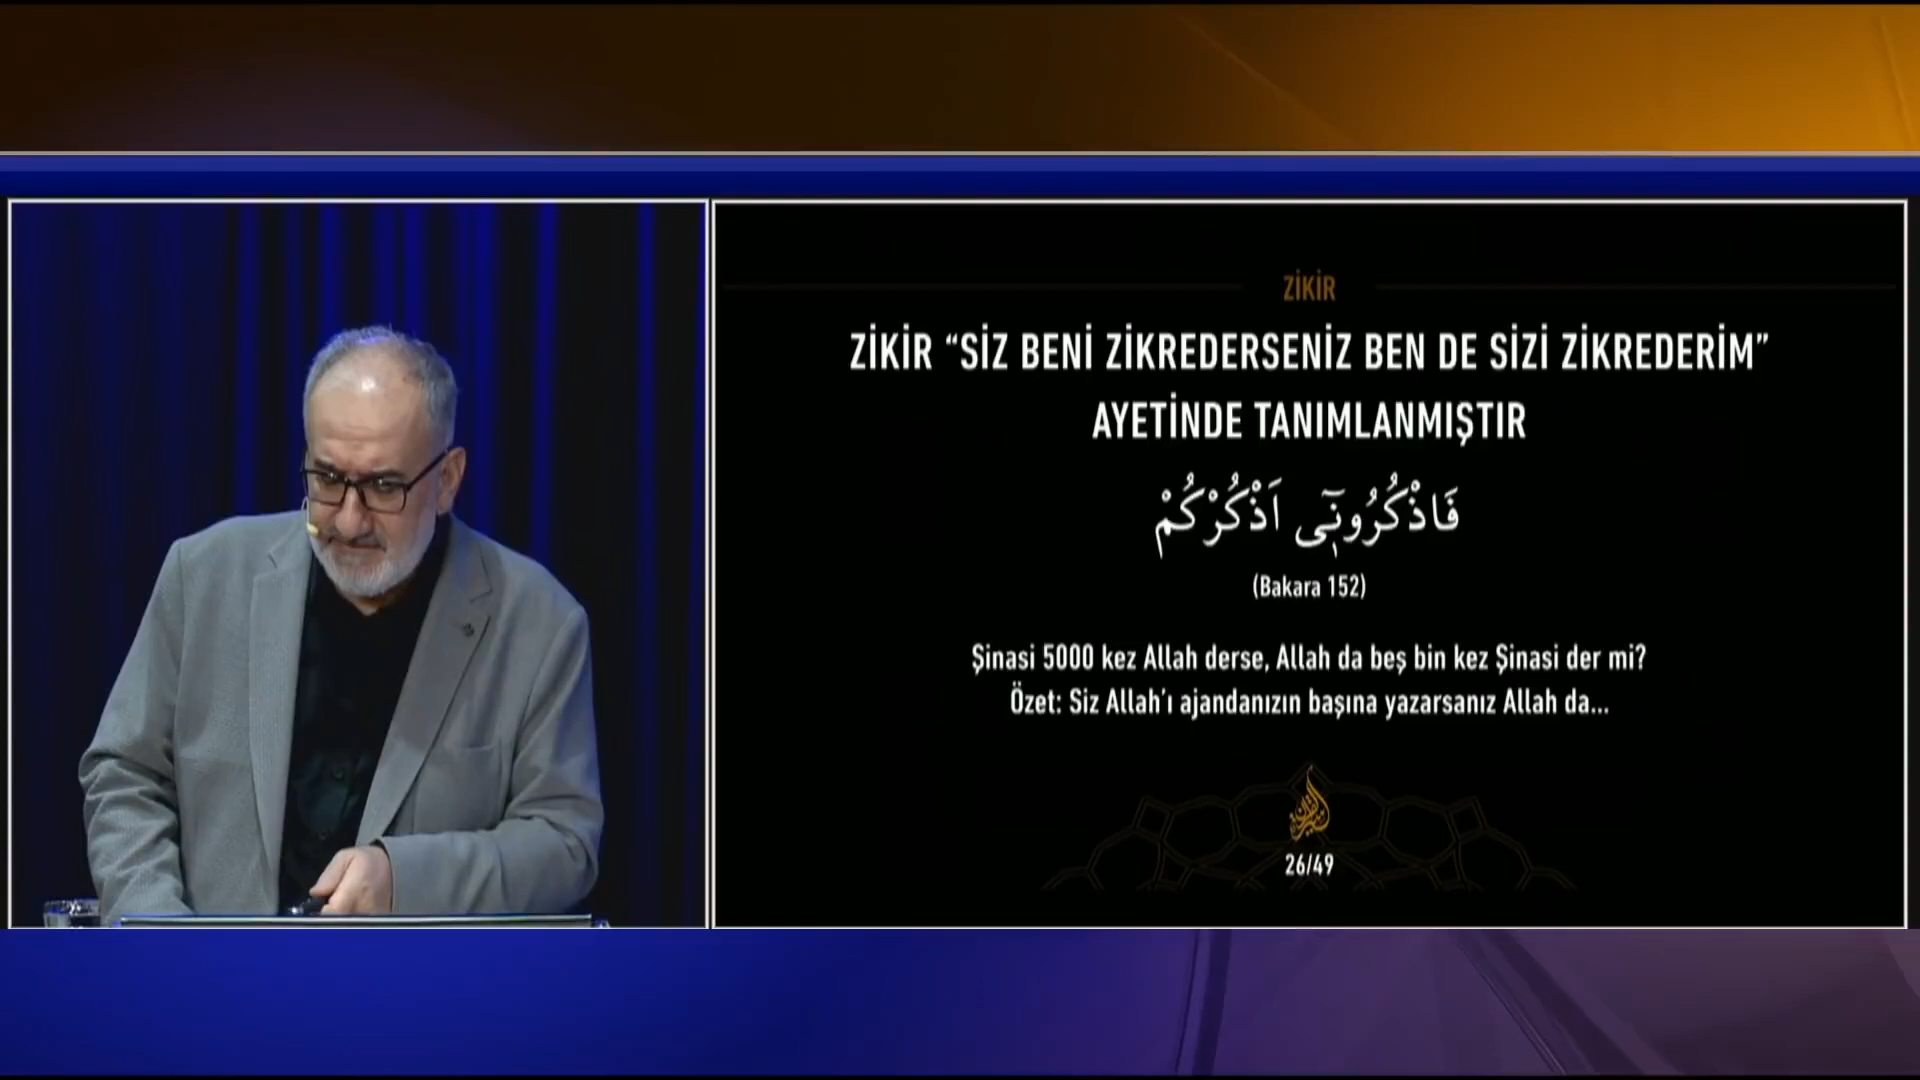 ZİKİR
ZİKİR “SİZ BENİ ZİKREDERSENİZ BEN DE SİZİ ZİKREDERİM”
AYETİNDE TANIMLANMIŞTIR
فَاذْكُرُونٖٓى اَذْكُرْكُمْ
(Bakara 152)
Şinasi 5000 kez Allah derse, Allah da beş bin kez Şinasi der mi?
Özet: Siz Allah’ı ajandanızın başına yazarsanız Allah da...
26/49